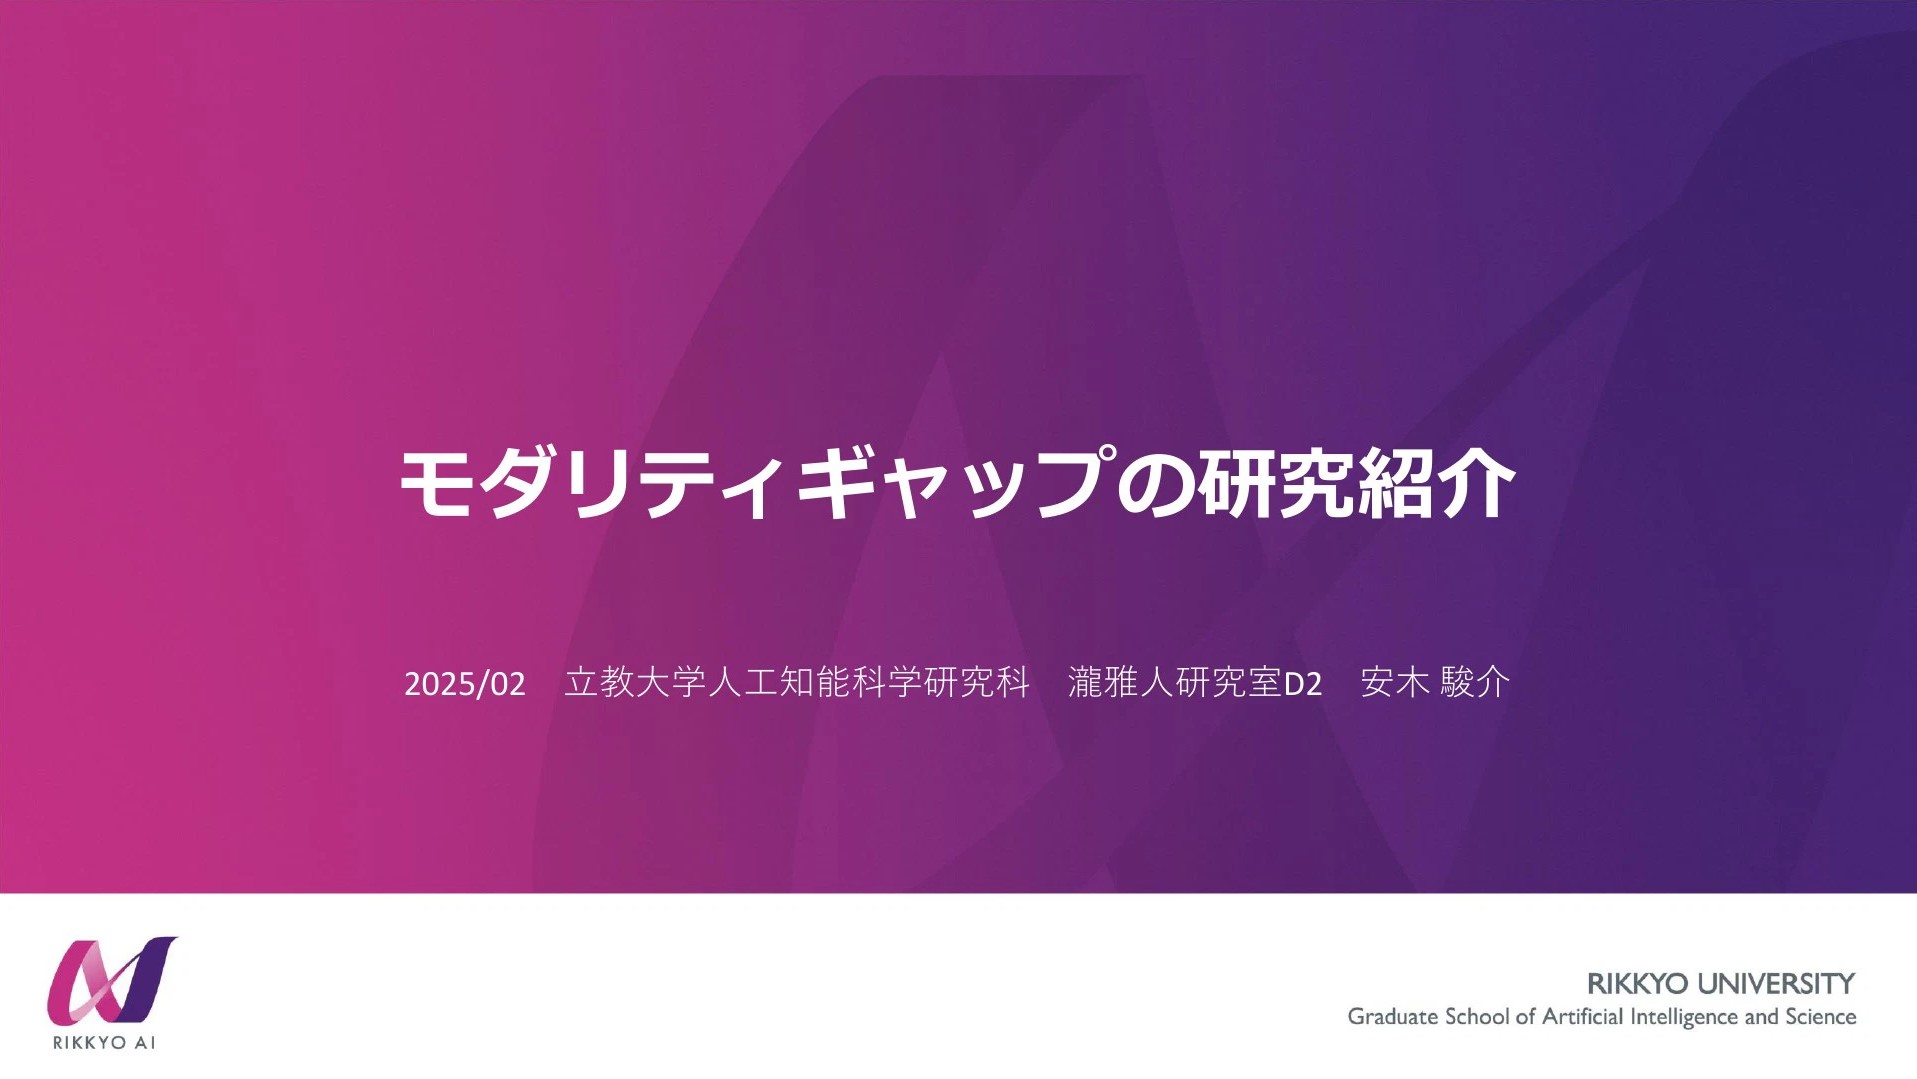 モダリティギャップの研究紹介
2025/02　立教大学人工知能科学研究科　瀧雅人研究室D2　安木 駿介
RIKKYO AI
RIKKYO UNIVERSITY
Graduate School of Artificial Intelligence and Science